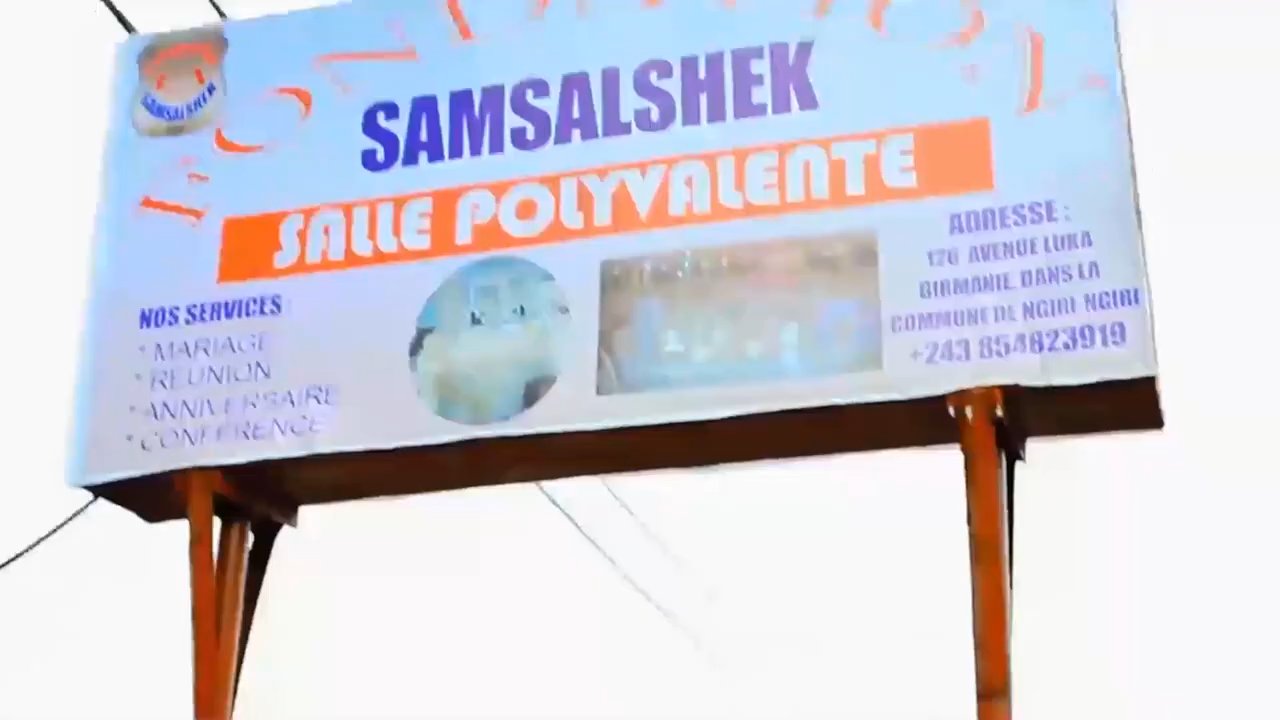 SAMSALSHEK
SAMSALSHEK
SALLE POLYVALENTE
NOS SERVICES :
* MARIAGE
* REUNION
* ANNIVERSAIRE
* CONFERENCE
ADRESSE :
126 AVENUE LUKA
BIRMANIE, DANS LA
COMMUNE DE NGIRI-NGIRI
+243 854823919